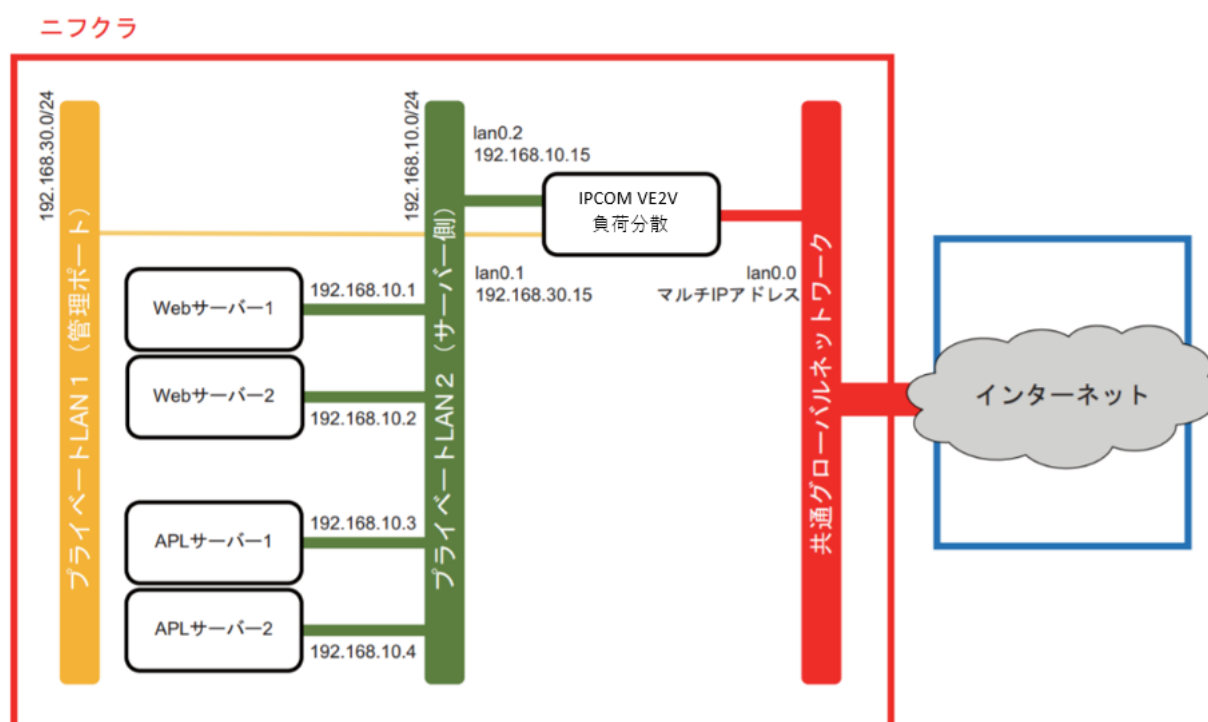 ニフクラ
192.168.30.0/24
プライベートLAN 1 （管理ポート）
192.168.10.0/24
プライベートLAN 2 （サーバー側）
lan0.2
192.168.10.15
IPCOM VE2V
負荷分散
lan0.1
192.168.30.15
lan0.0
マルチIPアドレス
共通グローバルネットワーク
インターネット
Webサーバー1
192.168.10.1
Webサーバー2
192.168.10.2
APLサーバー1
192.168.10.3
APLサーバー2
192.168.10.4